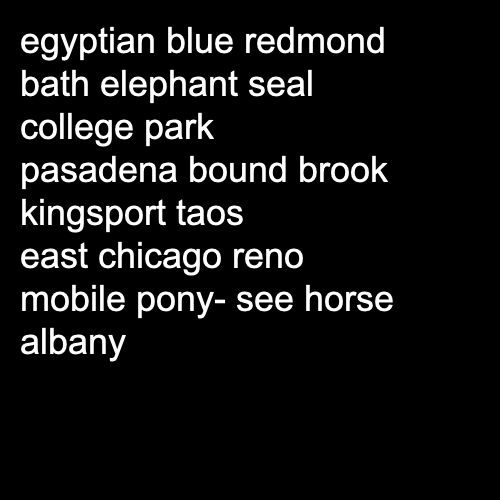 egyptian blue redmond
bath elephant seal
college park
pasadena bound brook
kingsport taos
east chicago reno
mobile pony- see horse
albany